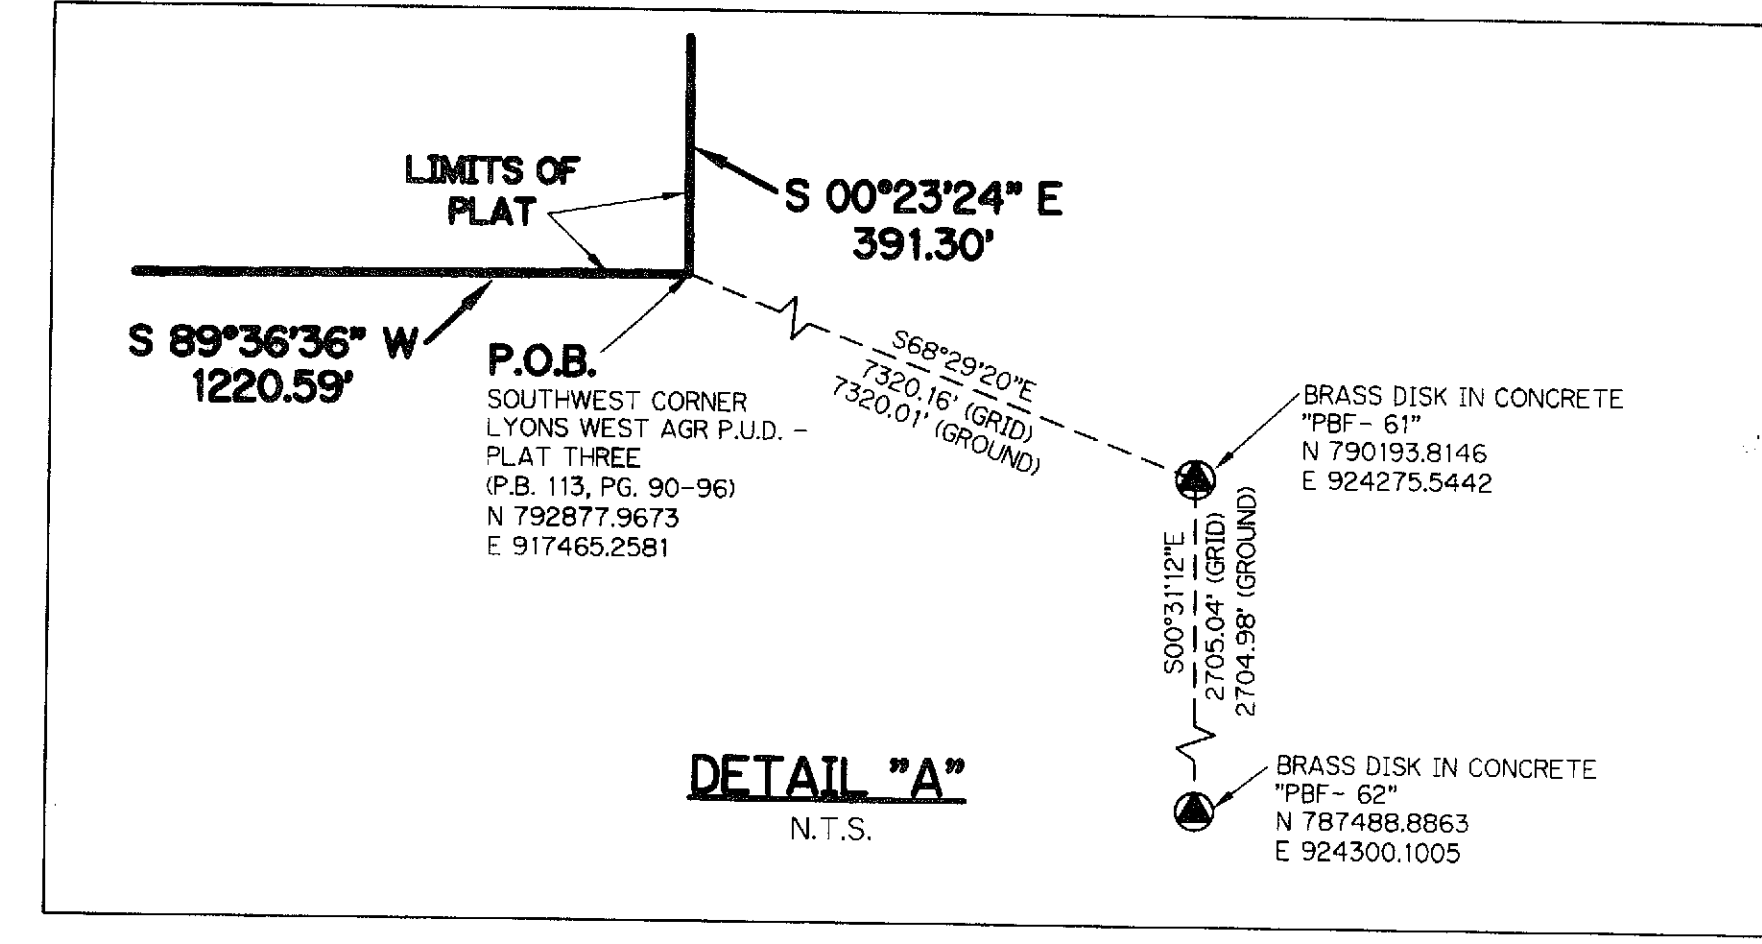 LIMITS OF
PLAT
S 00°23'24" E
391.30'
S 89°36'36" W
1220.59'
P.O.B.
SOUTHWEST CORNER
LYONS WEST AGR P.U.D. -
PLAT THREE
(P.B. 113, PG. 90-96)
N 792877.9673
E 917465.2581
S68°29'20"E
7320.16' (GRID)
7320.01' (GROUND)
BRASS DISK IN CONCRETE
"PBF- 61"
N 790193.8146
E 924275.5442
S00°31'12"E
2705.04' (GRID)
2704.98' (GROUND)
BRASS DISK IN CONCRETE
"PBF- 62"
N 787488.8863
E 924300.1005
DETAIL "A"
N.T.S.